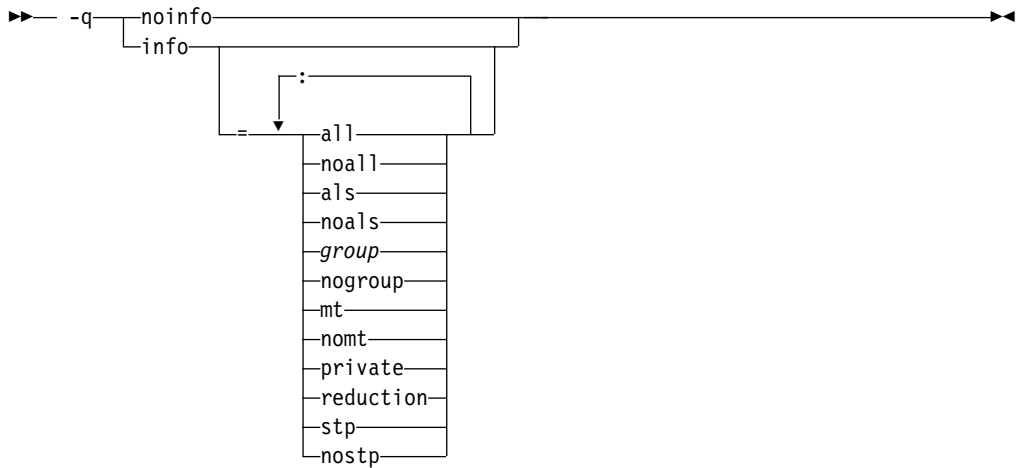 -q noinfo
info
:
= all
noall
als
noals
group
nogroup
mt
nomt
private
reduction
stp
nostp